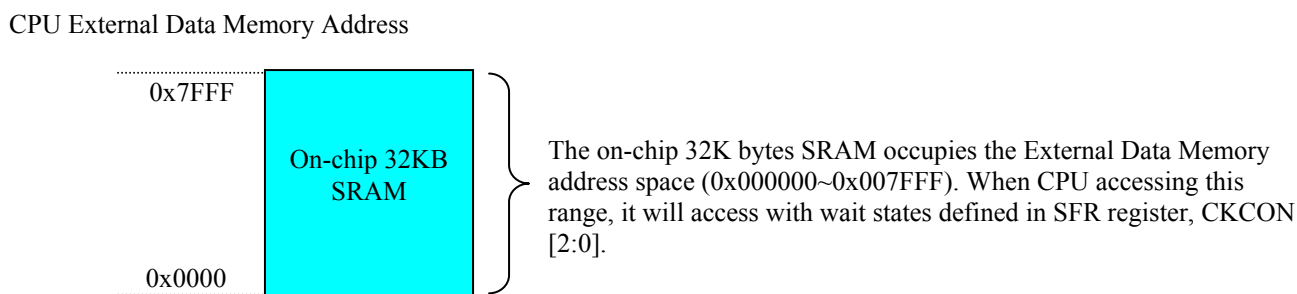 CPU External Data Memory Address
0x7FFF
On-chip 32KB
SRAM
The on-chip 32K bytes SRAM occupies the External Data Memory
address space (0x000000~0x007FFF). When CPU accessing this
range, it will access with wait states defined in SFR register, CKCON
[2:0].
0x0000